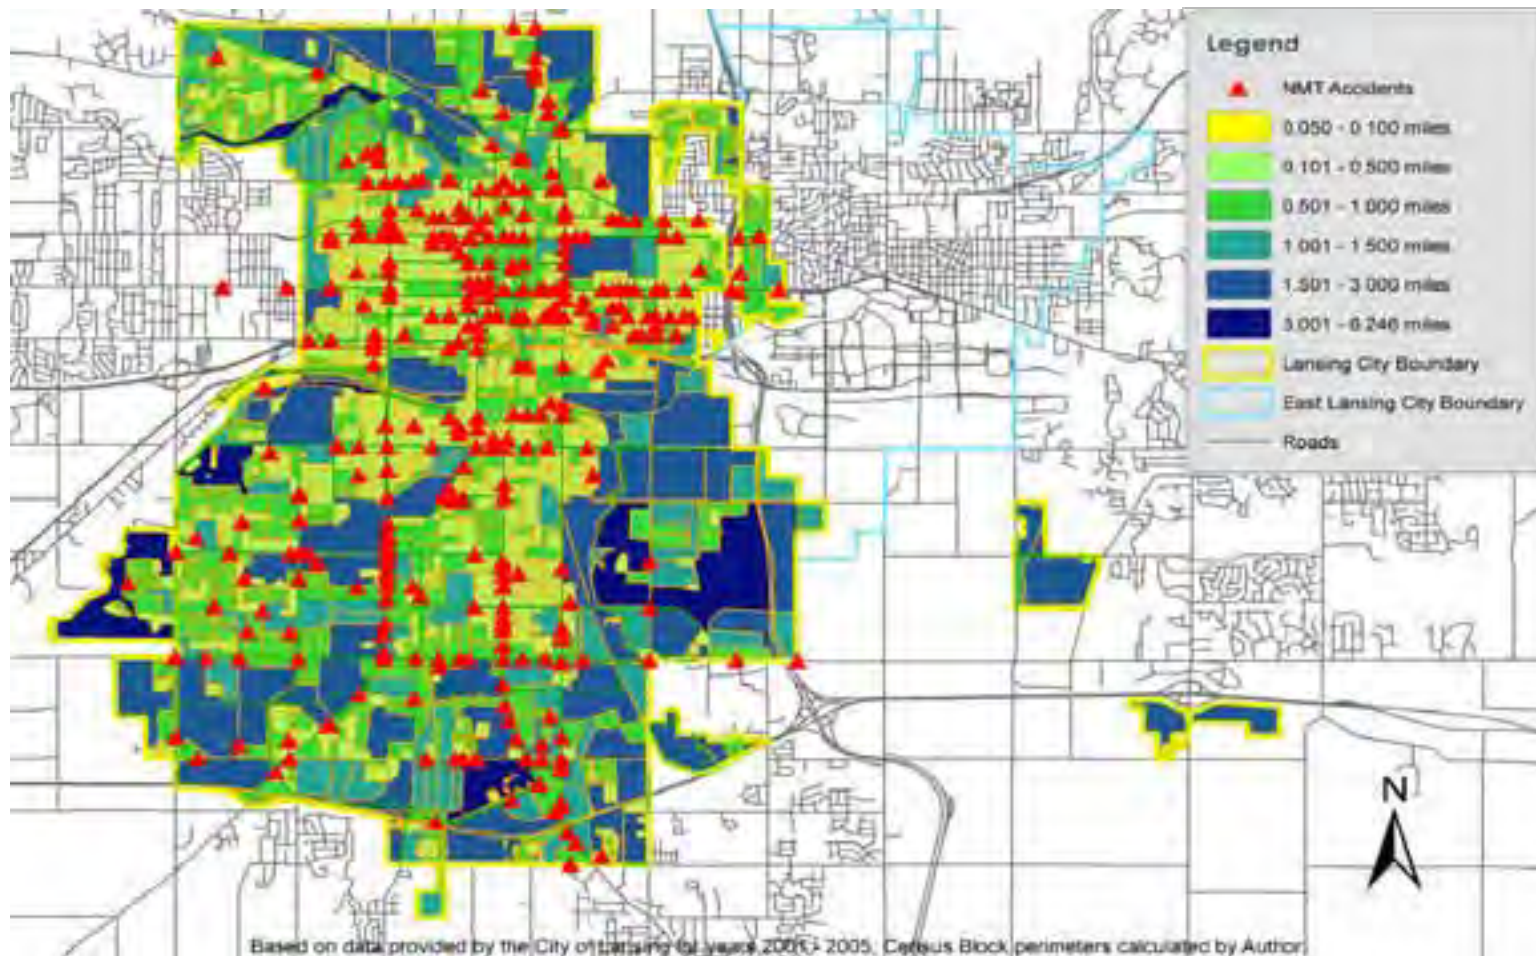 Legend
NMT Accidents
0.050 - 0.100 miles
0.101 - 0.500 miles
0.501 - 1.000 miles
1.001 - 1.500 miles
1.501 - 3.000 miles
3.001 - 6.246 miles
Lansing City Boundary
East Lansing City Boundary
Roads
N
Based on data provided by the City of Lansing for years 2001 - 2005; Census Block perimeters calculated by Author